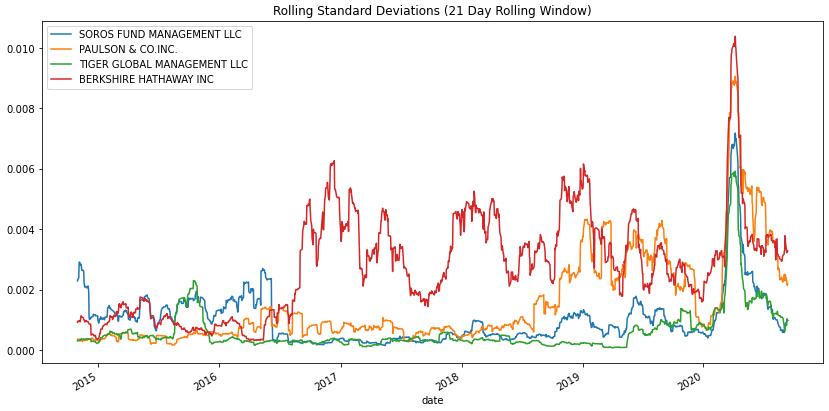 Rolling Standard Deviations (21 Day Rolling Window)
SOROS FUND MANAGEMENT LLC
PAULSON & CO.INC.
TIGER GLOBAL MANAGEMENT LLC
BERKSHIRE HATHAWAY INC
0.010
0.008
0.006
0.004
0.002
0.000
2015
2016
2017
2018
2019
2020
date